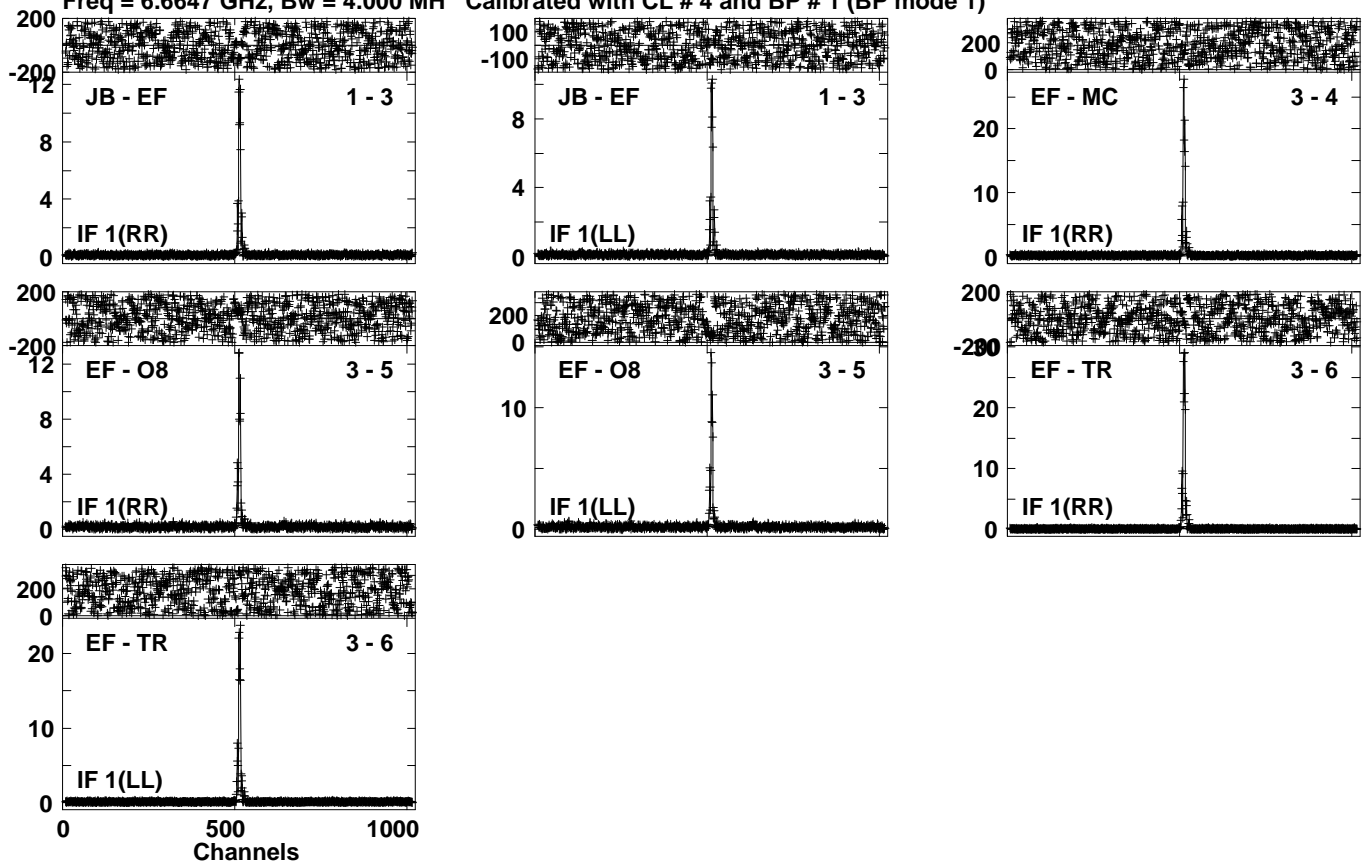 Freq = 6.6647 GHz, Bw = 4.000 MH Calibrated with CL # 4 and BP # 1 (BP mode 1)
200
-200
12
8
4
0
JB - EF 1 - 3
IF 1(RR)
100
-100
8
4
0
JB - EF 1 - 3
IF 1(LL)
200
0
20
10
0
EF - MC 3 - 4
IF 1(RR)
200
-200
12
8
4
0
EF - O8 3 - 5
IF 1(RR)
200
0
10
0
EF - O8 3 - 5
IF 1(LL)
200
-200
30
20
10
0
EF - TR 3 - 6
IF 1(RR)
200
0
20
10
0
EF - TR 3 - 6
IF 1(LL)
0 500 1000
Channels